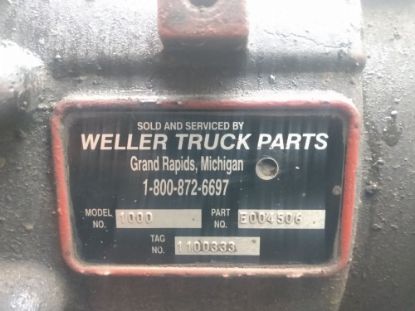 SOLD AND SERVICED BY
WELLER TRUCK PARTS
Grand Rapids, Michigan
1-800-872-6697
MODEL NO. 1000 PART NO. E004506
TAG NO. 1100333